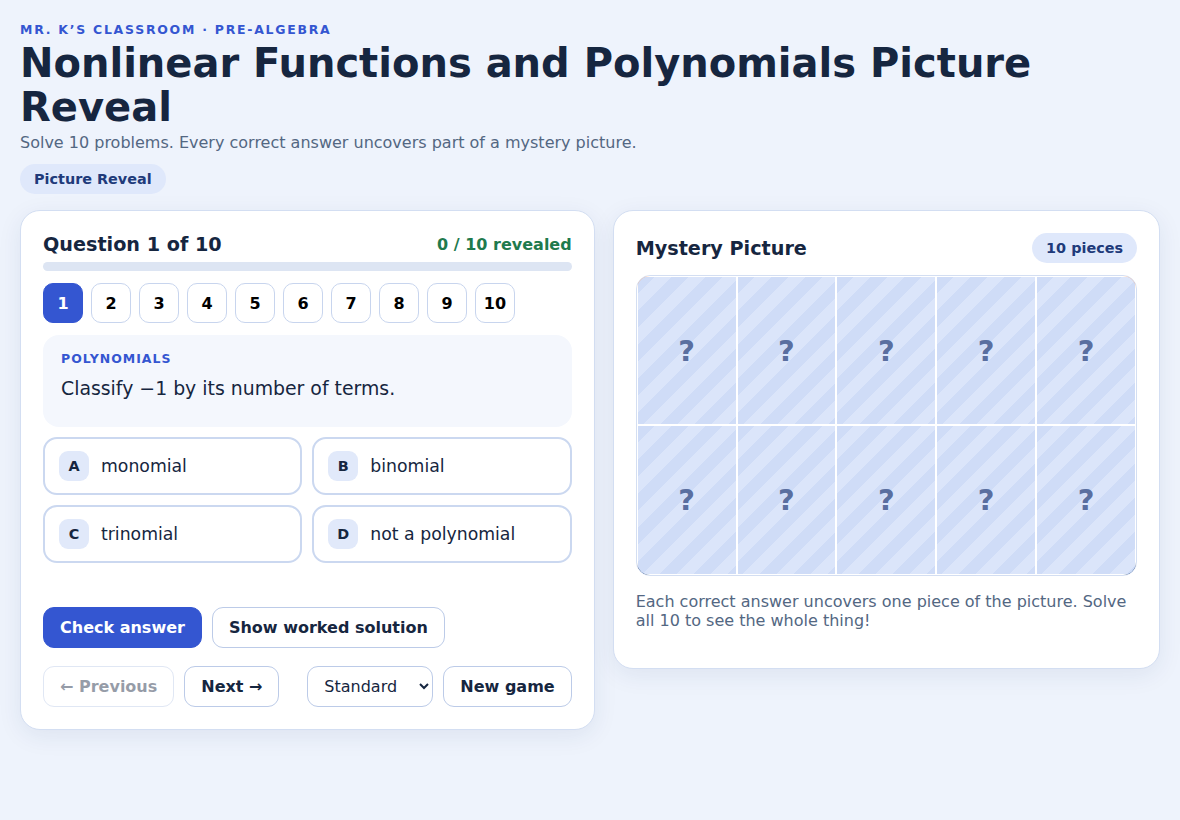 MR. K’S CLASSROOM · PRE-ALGEBRA
Nonlinear Functions and Polynomials Picture
Reveal
Solve 10 problems. Every correct answer uncovers part of a mystery picture.
Picture Reveal
Question 1 of 10
0 / 10 revealed
1 2 3 4 5 6 7 8 9 10
POLYNOMIALS
Classify −1 by its number of terms.
A monomial
B binomial
C trinomial
D not a polynomial
Check answer
Show worked solution
← Previous
Next →
Standard
New game
Mystery Picture
10 pieces
? ? ? ? ?
? ? ? ? ?
Each correct answer uncovers one piece of the picture. Solve
all 10 to see the whole thing!